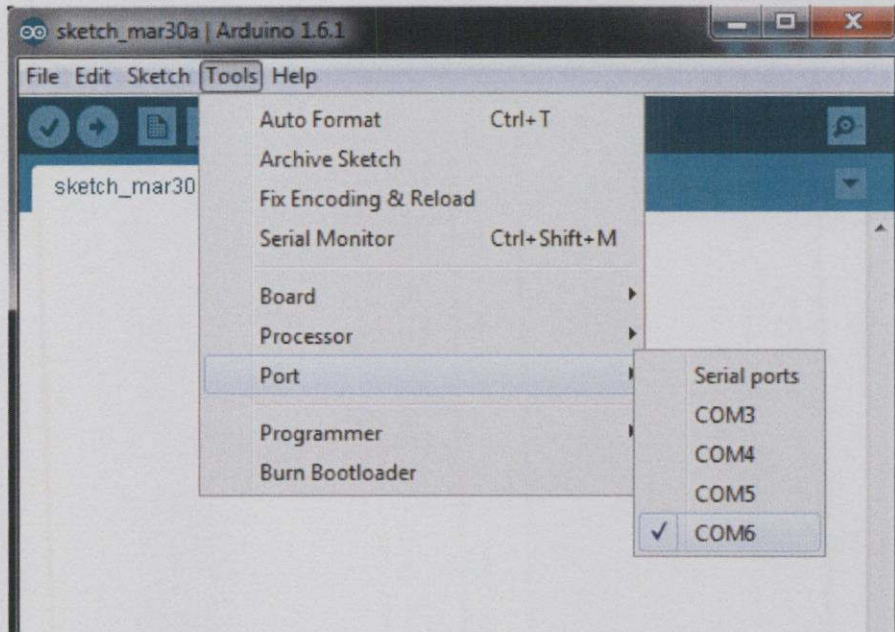 sketch_mar30a | Arduino 1.6.1
File Edit Sketch Tools Help
Auto Format Ctrl+T
Archive Sketch
sketch_mar30
Fix Encoding & Reload
Serial Monitor Ctrl+Shift+M
Board
Processor
Port
Serial ports
COM3
Programmer
COM4
Burn Bootloader
COM5
COM6